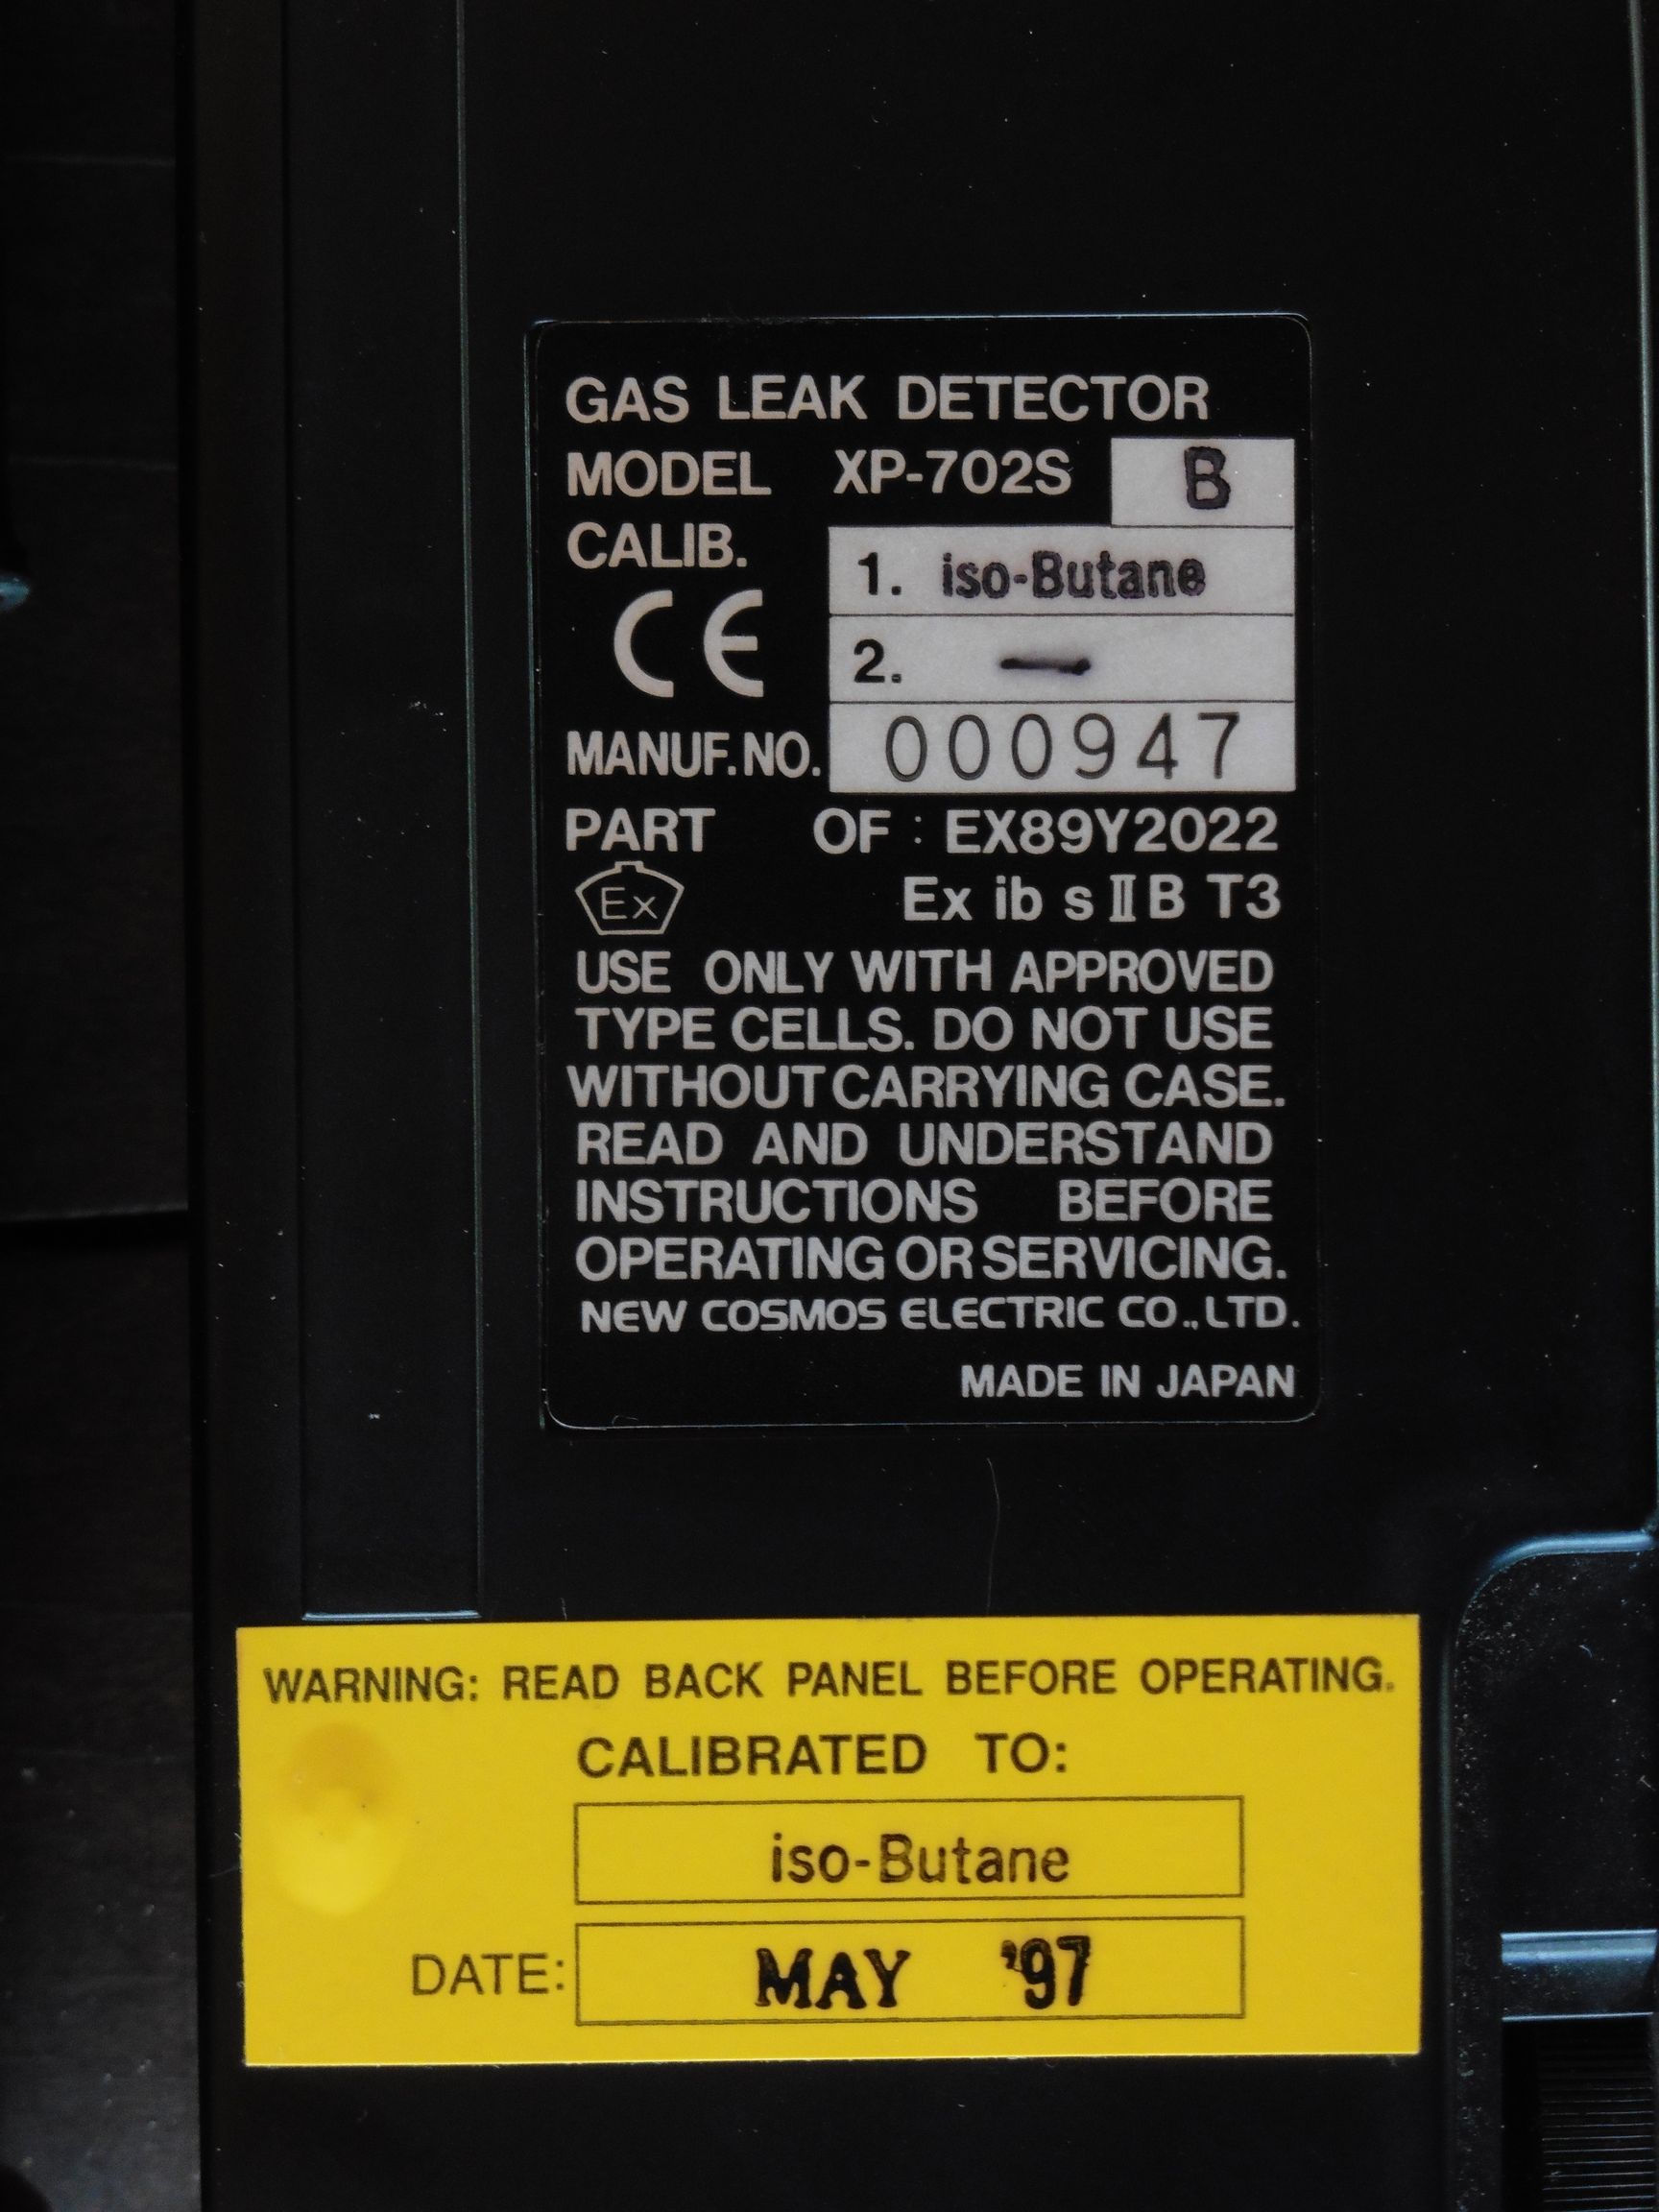 GAS LEAK DETECTOR
MODEL XP-702S B
CALIB.
1. iso-Butane
CE
2. —
MANUF.NO. 000947
PART OF : EX89Y2022
Ex Ex ib s ⅡB T3
USE ONLY WITH APPROVED
TYPE CELLS. DO NOT USE
WITHOUT CARRYING CASE.
READ AND UNDERSTAND
INSTRUCTIONS BEFORE
OPERATING OR SERVICING.
NEW COSMOS ELECTRIC CO.,LTD.
MADE IN JAPAN
WARNING: READ BACK PANEL BEFORE OPERATING.
CALIBRATED TO:
iso-Butane
DATE: MAY '97